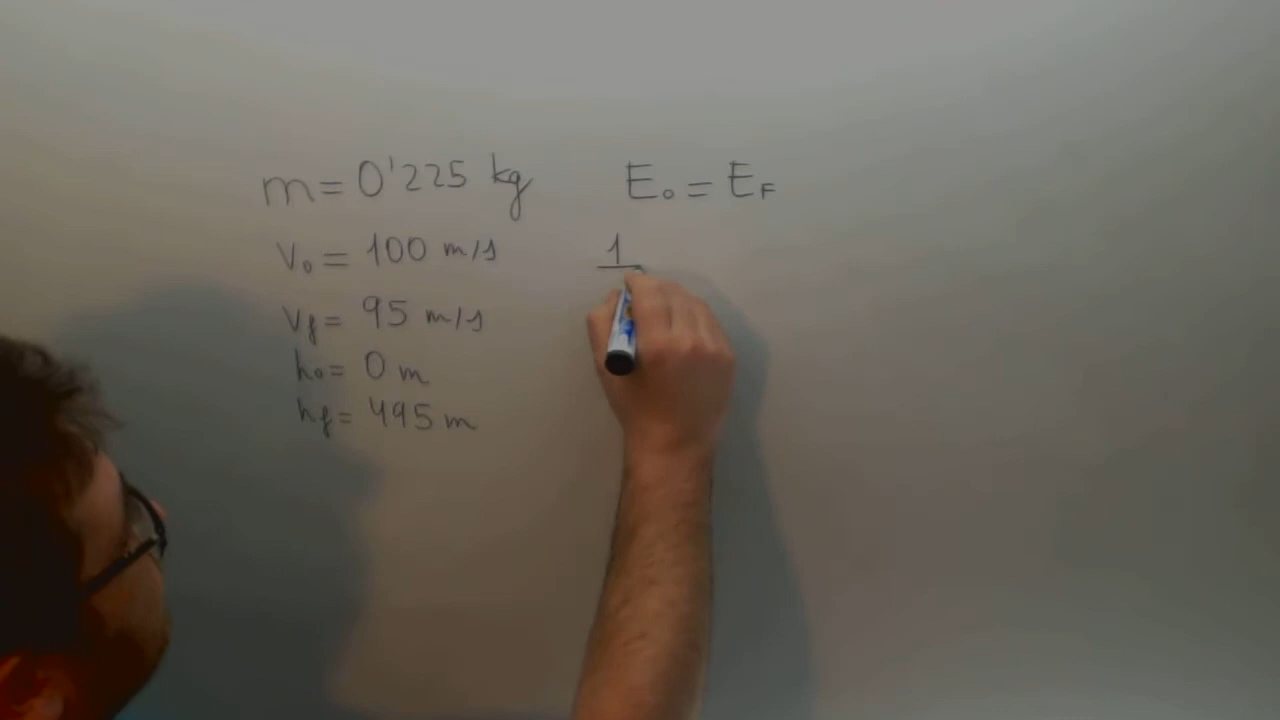 m = 0'225 kg
E₀ = E_F
V₀ = 100 m/s
1
V_f = 95 m/s
h₀ = 0 m
h_f = 495 m